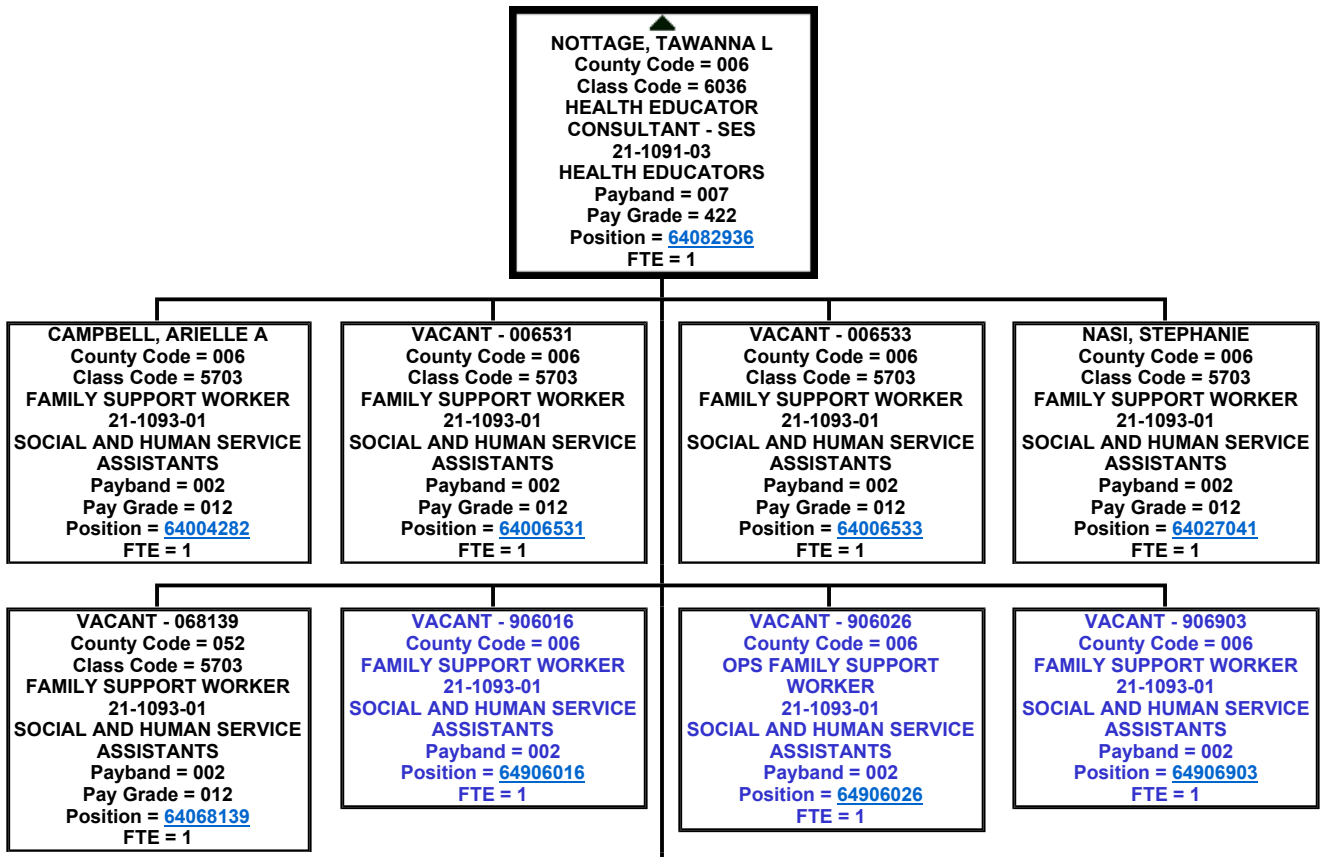 NOTTAGE, TAWANNA L
County Code = 006
Class Code = 6036
HEALTH EDUCATOR
CONSULTANT - SES
21-1091-03
HEALTH EDUCATORS
Payband = 007
Pay Grade = 422
Position = 64082936
FTE = 1
CAMPBELL, ARIELLE A
County Code = 006
Class Code = 5703
FAMILY SUPPORT WORKER
21-1093-01
SOCIAL AND HUMAN SERVICE
ASSISTANTS
Payband = 002
Pay Grade = 012
Position = 64004282
FTE = 1
VACANT - 006531
County Code = 006
Class Code = 5703
FAMILY SUPPORT WORKER
21-1093-01
SOCIAL AND HUMAN SERVICE
ASSISTANTS
Payband = 002
Pay Grade = 012
Position = 64006531
FTE = 1
VACANT - 006533
County Code = 006
Class Code = 5703
FAMILY SUPPORT WORKER
21-1093-01
SOCIAL AND HUMAN SERVICE
ASSISTANTS
Payband = 002
Pay Grade = 012
Position = 64006533
FTE = 1
NASI, STEPHANIE
County Code = 006
Class Code = 5703
FAMILY SUPPORT WORKER
21-1093-01
SOCIAL AND HUMAN SERVICE
ASSISTANTS
Payband = 002
Pay Grade = 012
Position = 64027041
FTE = 1
VACANT - 068139
County Code = 052
Class Code = 5703
FAMILY SUPPORT WORKER
21-1093-01
SOCIAL AND HUMAN SERVICE
ASSISTANTS
Payband = 002
Pay Grade = 012
Position = 64068139
FTE = 1
VACANT - 906016
County Code = 006
FAMILY SUPPORT WORKER
21-1093-01
SOCIAL AND HUMAN SERVICE
ASSISTANTS
Payband = 002
Position = 64906016
FTE = 1
VACANT - 906026
County Code = 006
OPS FAMILY SUPPORT
WORKER
21-1093-01
SOCIAL AND HUMAN SERVICE
ASSISTANTS
Payband = 002
Position = 64906026
FTE = 1
VACANT - 906903
County Code = 006
FAMILY SUPPORT WORKER
21-1093-01
SOCIAL AND HUMAN SERVICE
ASSISTANTS
Payband = 002
Position = 64906903
FTE = 1